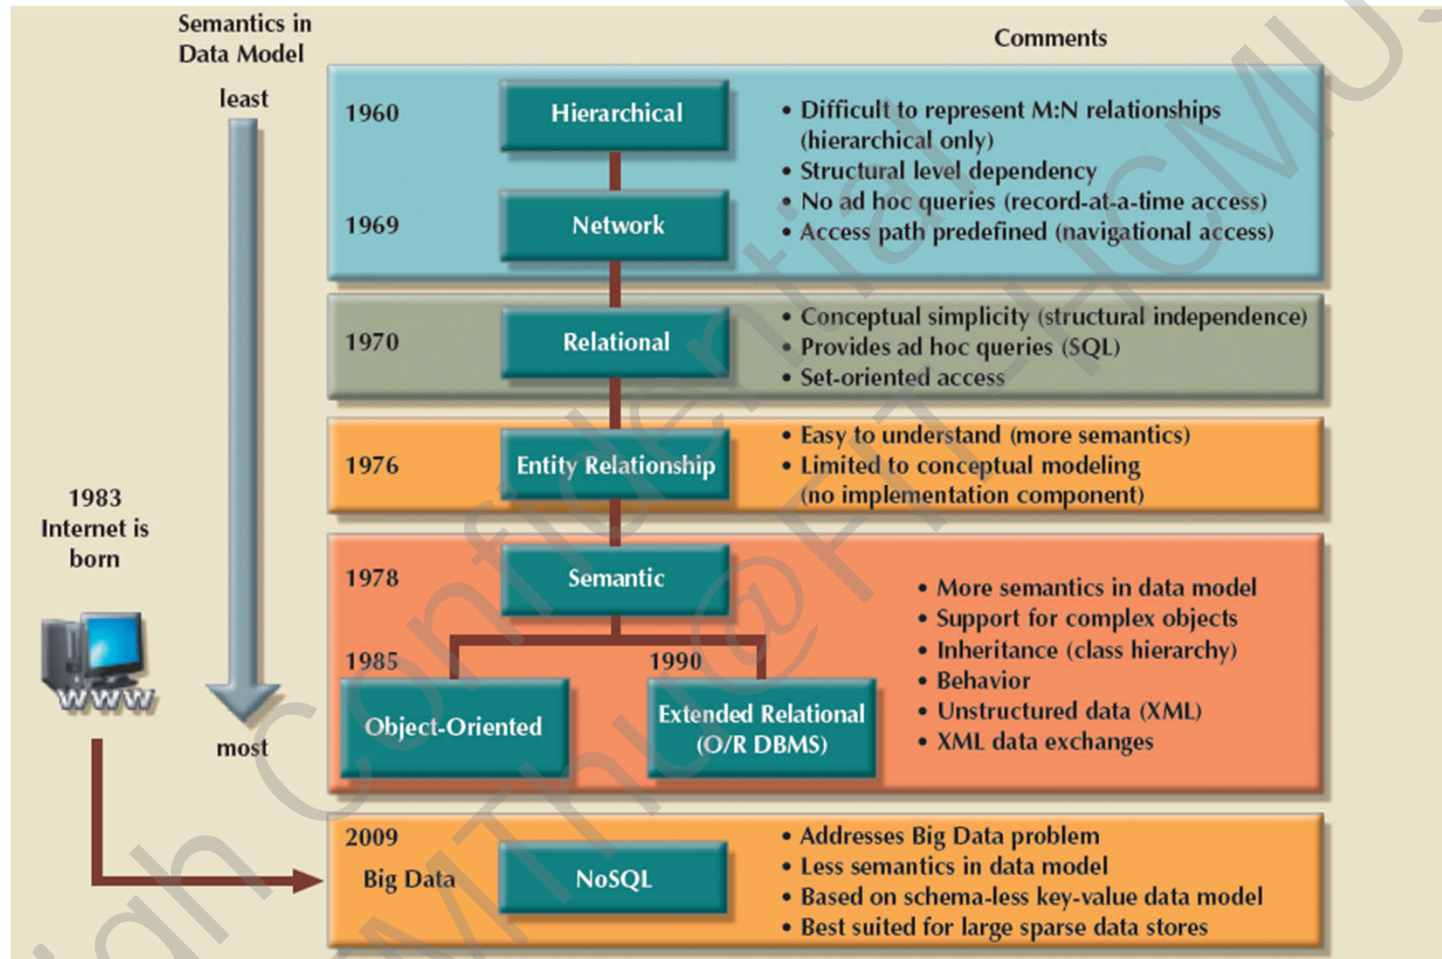 Semantics in
Data Model
Comments
least
1960
Hierarchical
• Difficult to represent M:N relationships
(hierarchical only)
• Structural level dependency
• No ad hoc queries (record-at-a-time access)
• Access path predefined (navigational access)
1969
Network
1970
Relational
• Conceptual simplicity (structural independence)
• Provides ad hoc queries (SQL)
• Set-oriented access
1976
Entity Relationship
• Easy to understand (more semantics)
• Limited to conceptual modeling
(no implementation component)
1983
Internet is
born
WWW
1978
Semantic
1985
1990
Object-Oriented
Extended Relational
(O/R DBMS)
• More semantics in data model
• Support for complex objects
• Inheritance (class hierarchy)
• Behavior
• Unstructured data (XML)
• XML data exchanges
most
2009
Big Data
NoSQL
• Addresses Big Data problem
• Less semantics in data model
• Based on schema-less key-value data model
• Best suited for large sparse data stores
Confidential